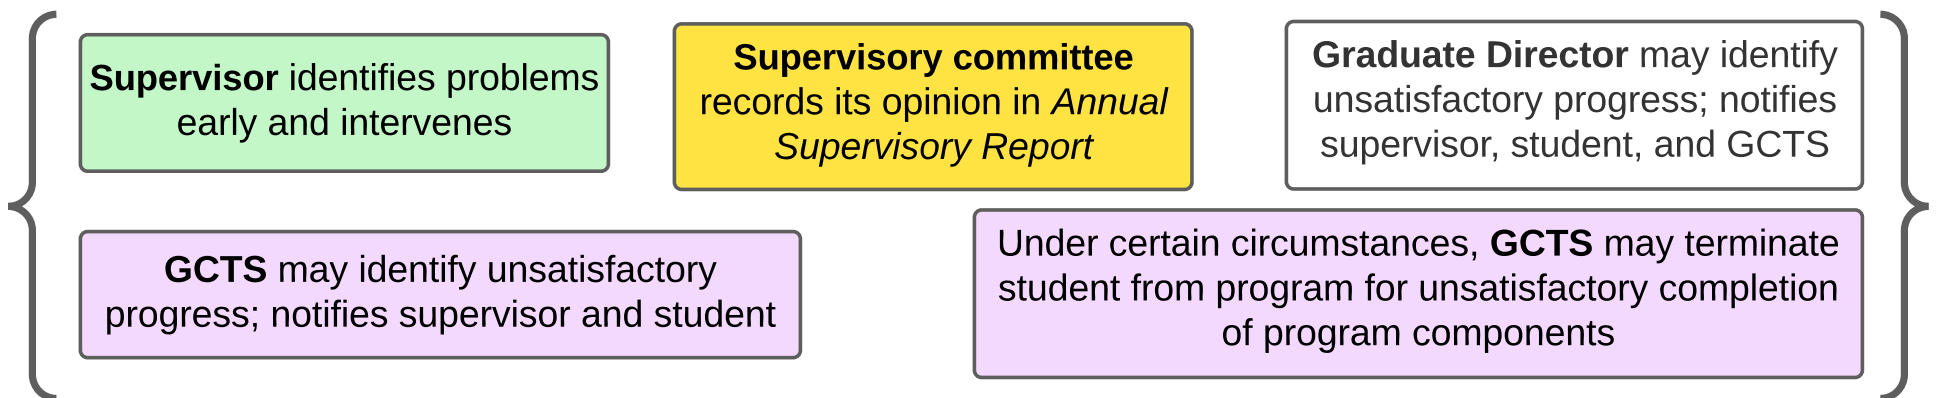 Supervisor identifies problems
early and intervenes
Supervisory committee
records its opinion in Annual
Supervisory Report
Graduate Director may identify
unsatisfactory progress; notifies
supervisor, student, and GCTS
GCTS may identify unsatisfactory
progress; notifies supervisor and student
Under certain circumstances, GCTS may terminate
student from program for unsatisfactory completion
of program components